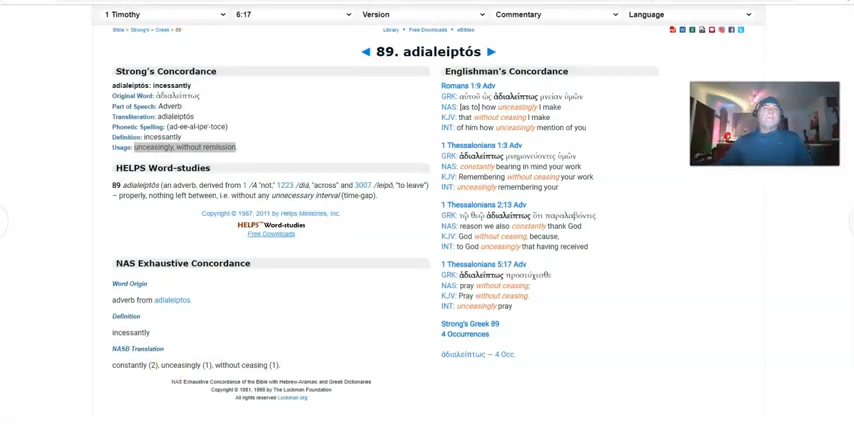 1 Timothy
6:17
Version
Commentary
Language
Bible > Strong's > Greek > 89
Library • Free Downloads • eBibles
◄ 89. adialeiptós ►
Strong's Concordance
adialeiptós: incessantly
Original Word: ἀδιαλείπτως
Part of Speech: Adverb
Transliteration: adialeiptós
Phonetic Spelling: (ad-ee-al-ipe'-toce)
Definition: incessantly
Usage: unceasingly, without remission.
HELPS Word-studies
89 adialeíptōs (an adverb, derived from 1 /A "not," 1223 /diá, "across" and 3007 /leípō, "to leave")
– properly, nothing left between, i.e. without any unnecessary interval (time-gap).
Copyright © 1987, 2011 by Helps Ministries, Inc.
HELPS™ Word-studies
Free Downloads
NAS Exhaustive Concordance
Word Origin
adverb from adialeiptos
Definition
incessantly
NASB Translation
constantly (2), unceasingly (1), without ceasing (1).
NAS Exhaustive Concordance of the Bible with Hebrew-Aramaic and Greek Dictionaries
Copyright © 1981, 1998 by The Lockman Foundation
All rights reserved Lockman.org
Englishman's Concordance
Romans 1:9 Adv
GRK: αὐτοῦ ὡς ἀδιαλείπτως μνείαν ὑμῶν
NAS: [as to] how unceasingly I make
KJV: that without ceasing I make
INT: of him how unceasingly mention of you
1 Thessalonians 1:3 Adv
GRK: ἀδιαλείπτως μνημονεύοντες ὑμῶν
NAS: constantly bearing in mind your work
KJV: Remembering without ceasing your work
INT: unceasingly remembering your
1 Thessalonians 2:13 Adv
GRK: τῷ θεῷ ἀδιαλείπτως ὅτι παραλαβόντες
NAS: reason we also constantly thank God
KJV: God without ceasing, because,
INT: to God unceasingly that having received
1 Thessalonians 5:17 Adv
GRK: ἀδιαλείπτως προσεύχεσθε
NAS: pray without ceasing;
KJV: Pray without ceasing.
INT: unceasingly pray
Strong's Greek 89
4 Occurrences
ἀδιαλείπτως — 4 Occ.